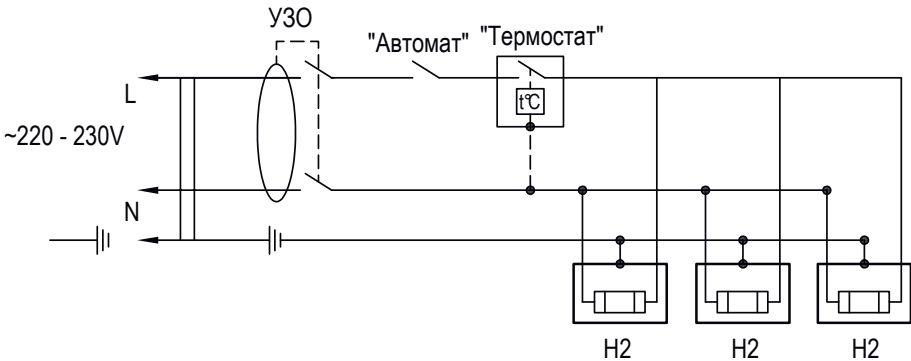 УЗО
"Автомат"
"Термостат"
t°C
L
~220 - 230V
N
H2
H2
H2